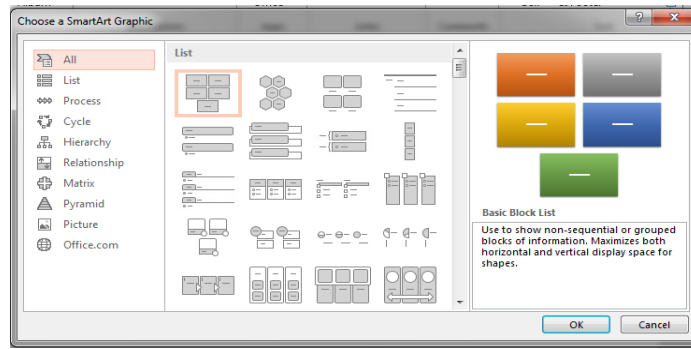 Choose a SmartArt Graphic
All
List
Process
Cycle
Hierarchy
Relationship
Matrix
Pyramid
Picture
Office.com
List
Basic Block List
Use to show non-sequential or grouped
blocks of information. Maximizes both
horizontal and vertical display space for
shapes.
OK
Cancel